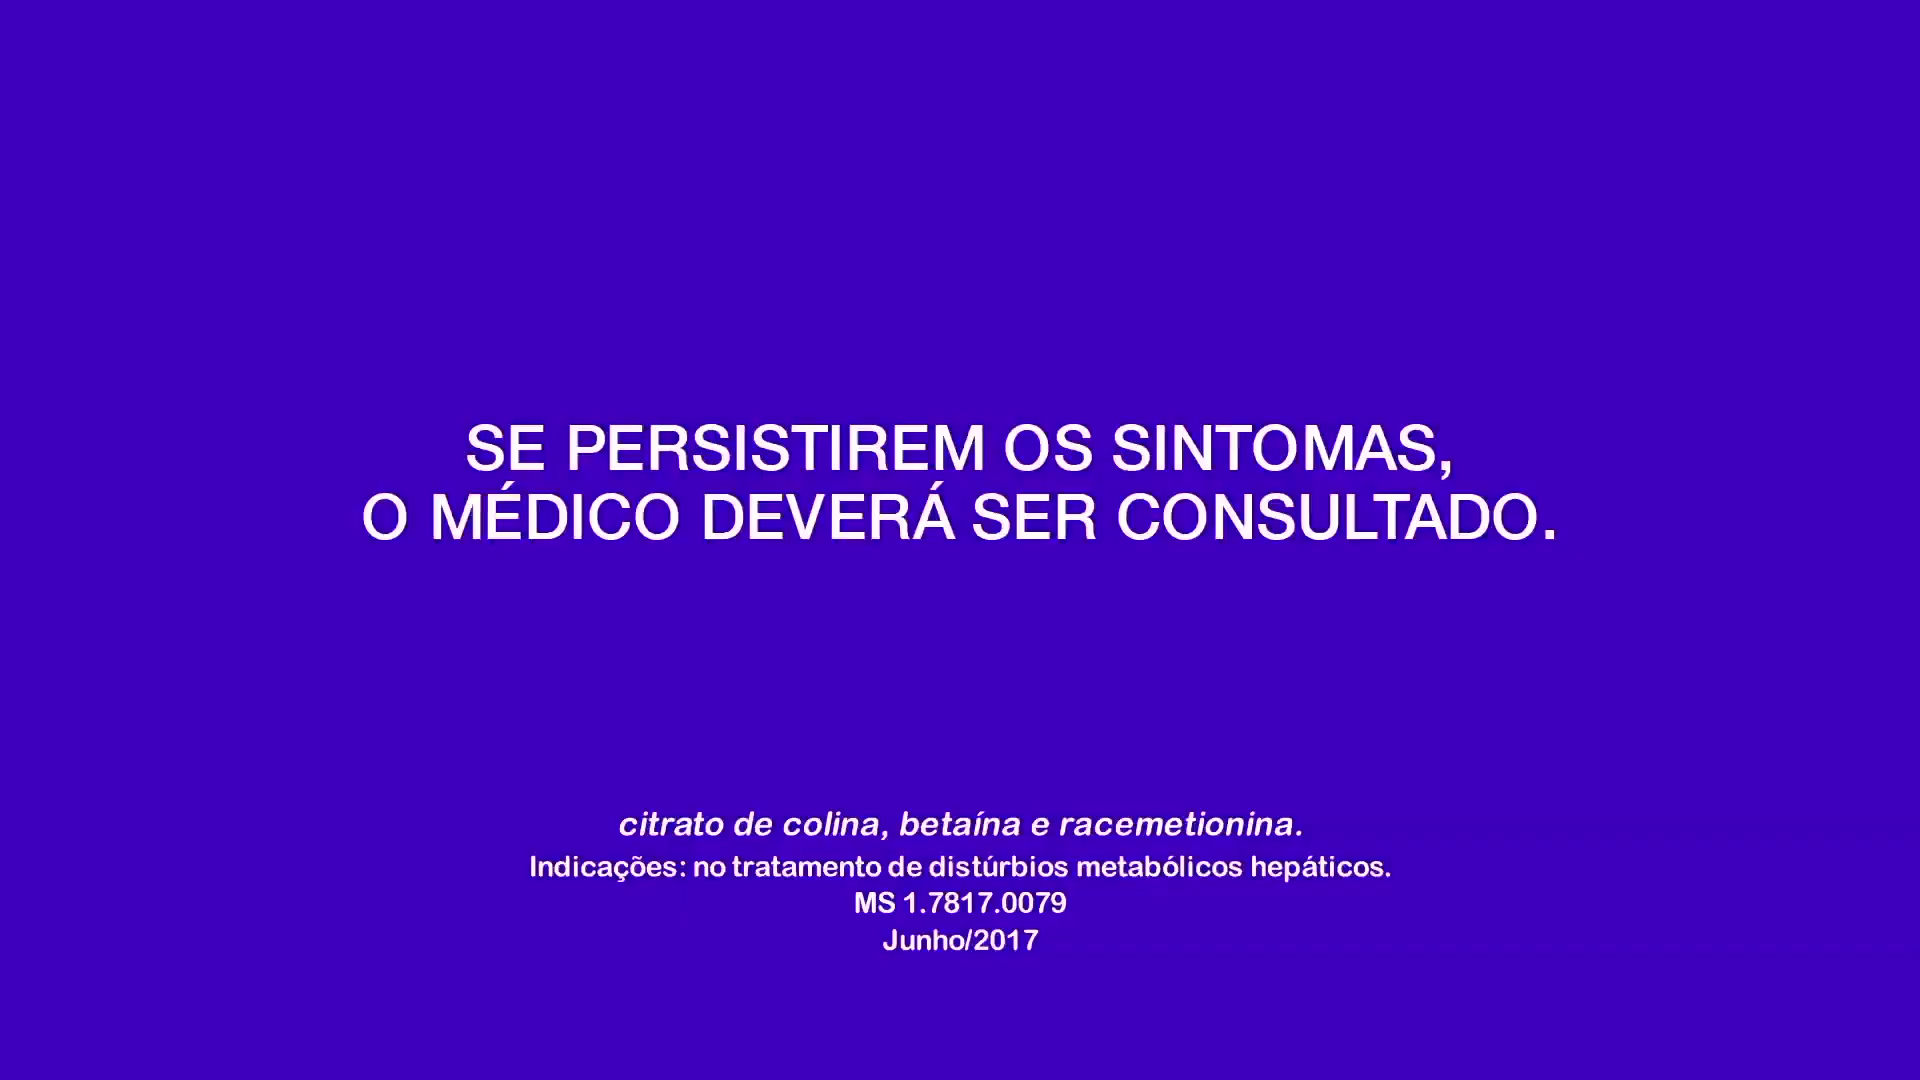 SE PERSISTIREM OS SINTOMAS,
O MÉDICO DEVERÁ SER CONSULTADO.
citrato de colina, betaína e racemetionina.
Indicações: no tratamento de distúrbios metabólicos hepáticos.
MS 1.7817.0079
Junho/2017